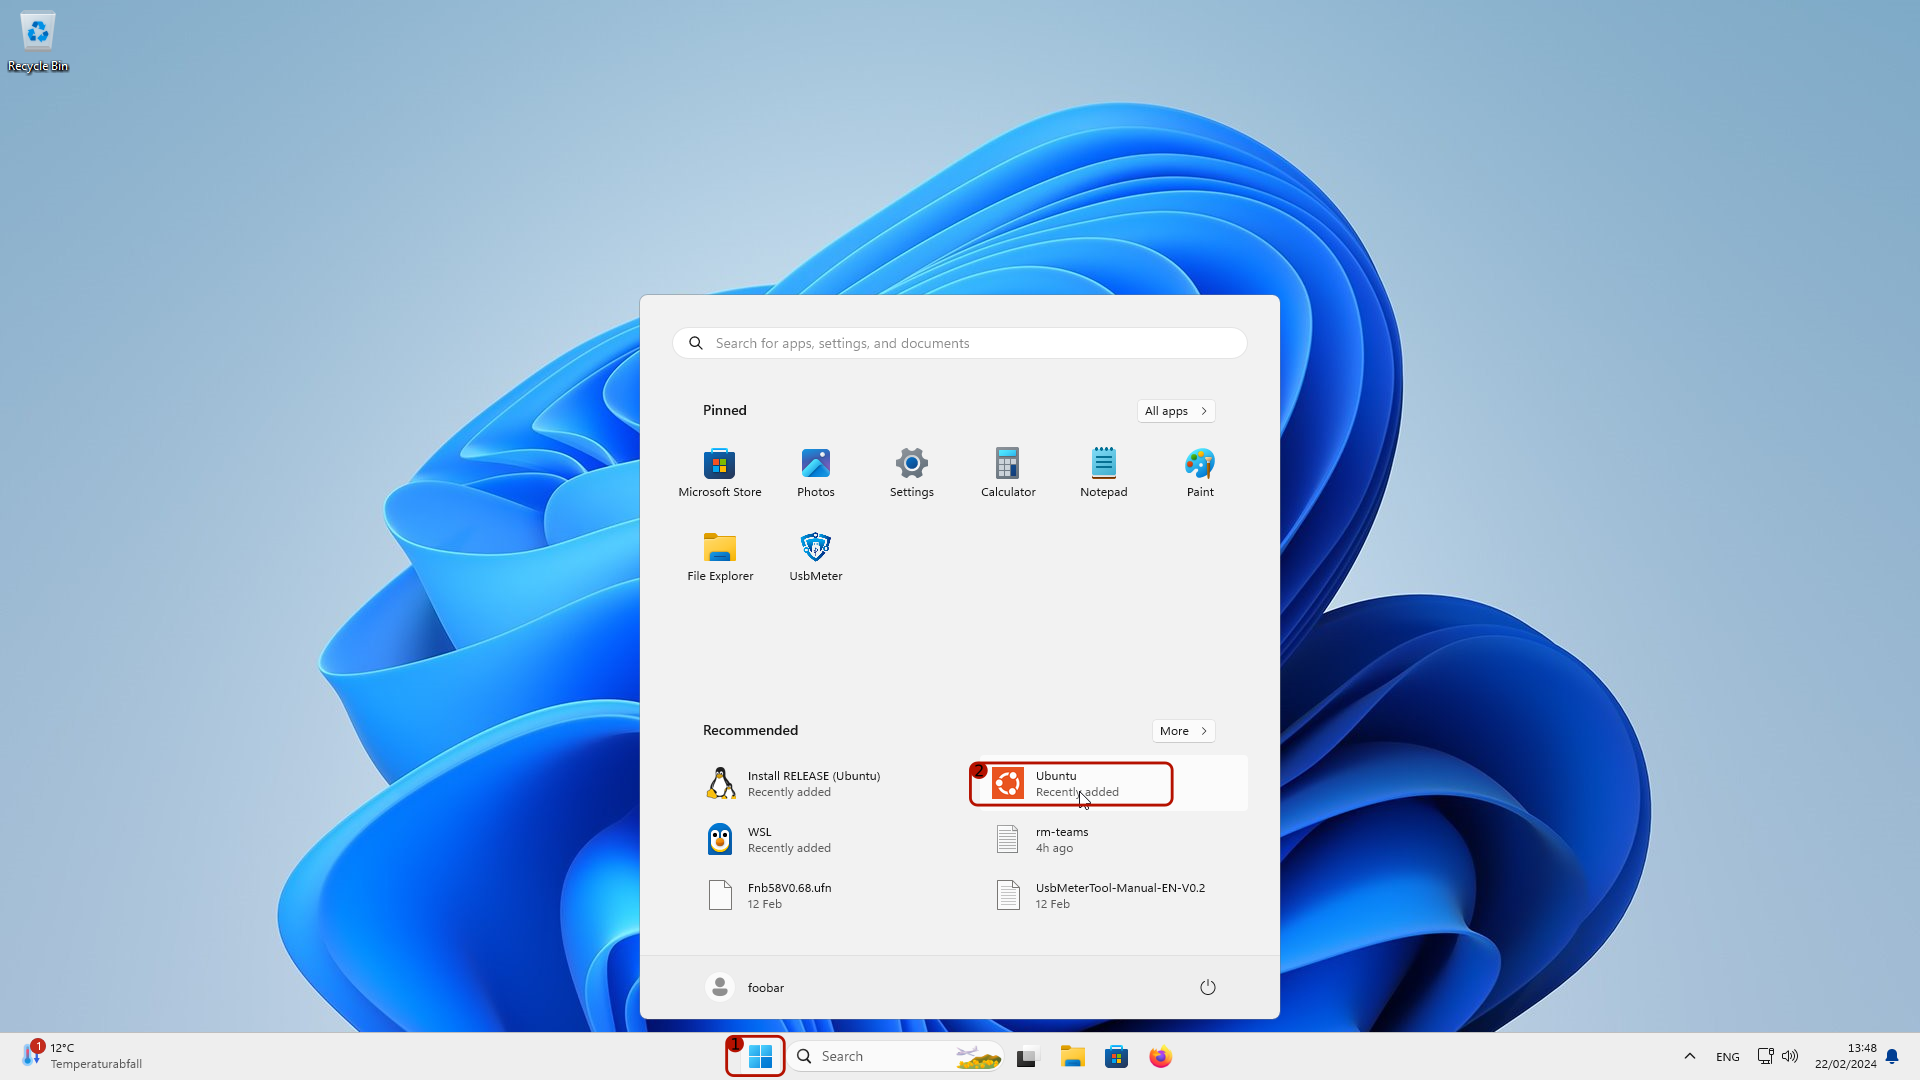 Recycle Bin
Search for apps, settings, and documents
Pinned
All apps
Microsoft Store
Photos
Settings
Calculator
Notepad
Paint
File Explorer
UsbMeter
Recommended
More
Install RELEASE (Ubuntu)
Recently added
2
Ubuntu
Recently added
WSL
Recently added
rm-teams
4h ago
Fnb58V0.68.ufn
12 Feb
UsbMeterTool-Manual-EN-V0.2
12 Feb
foobar
1
12°C
Temperaturabfall
1
Search
ENG
13:48
22/02/2024